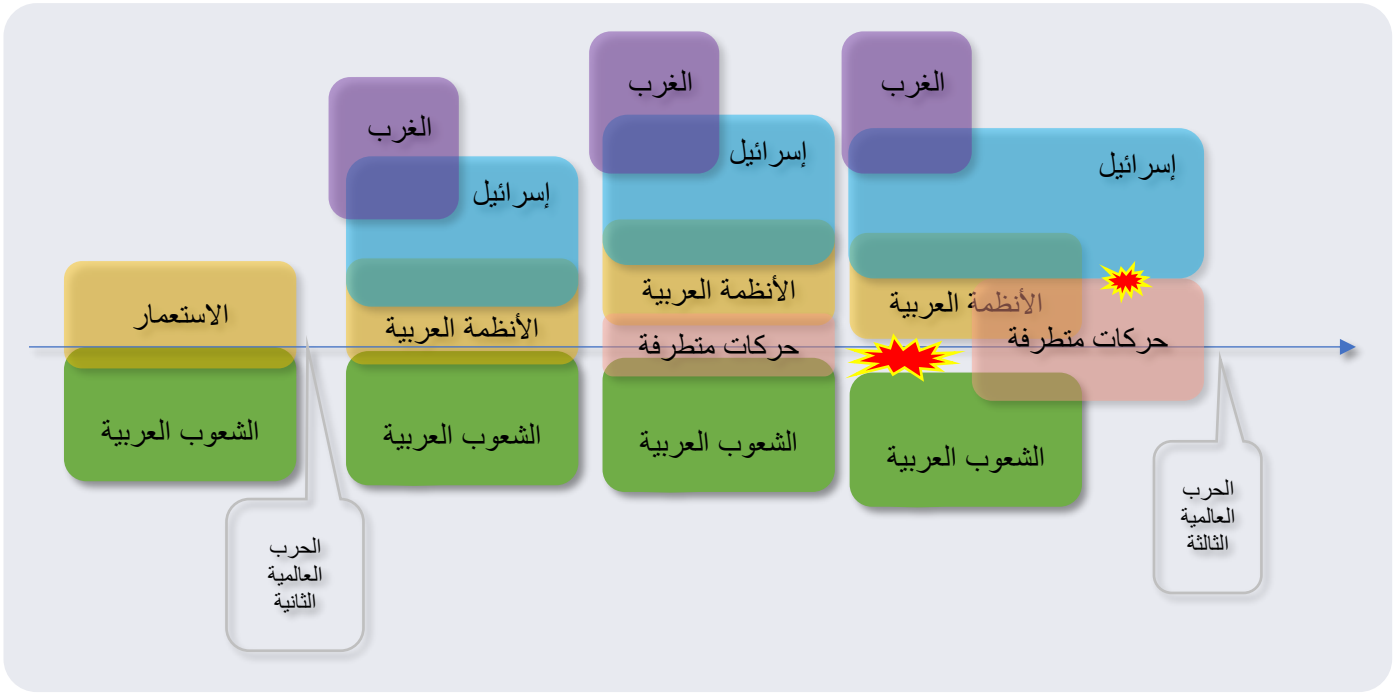 الغرب
إسرائيل
الأنظمة العربية
حركات متطرفة
الشعوب العربية
الغرب
إسرائيل
الأنظمة العربية
حركات متطرفة
الشعوب العربية
الغرب
إسرائيل
الأنظمة العربية
الشعوب العربية
الاستعمار
الشعوب العربية
الحرب
العالمية
الثالثة
الحرب
العالمية
الثانية